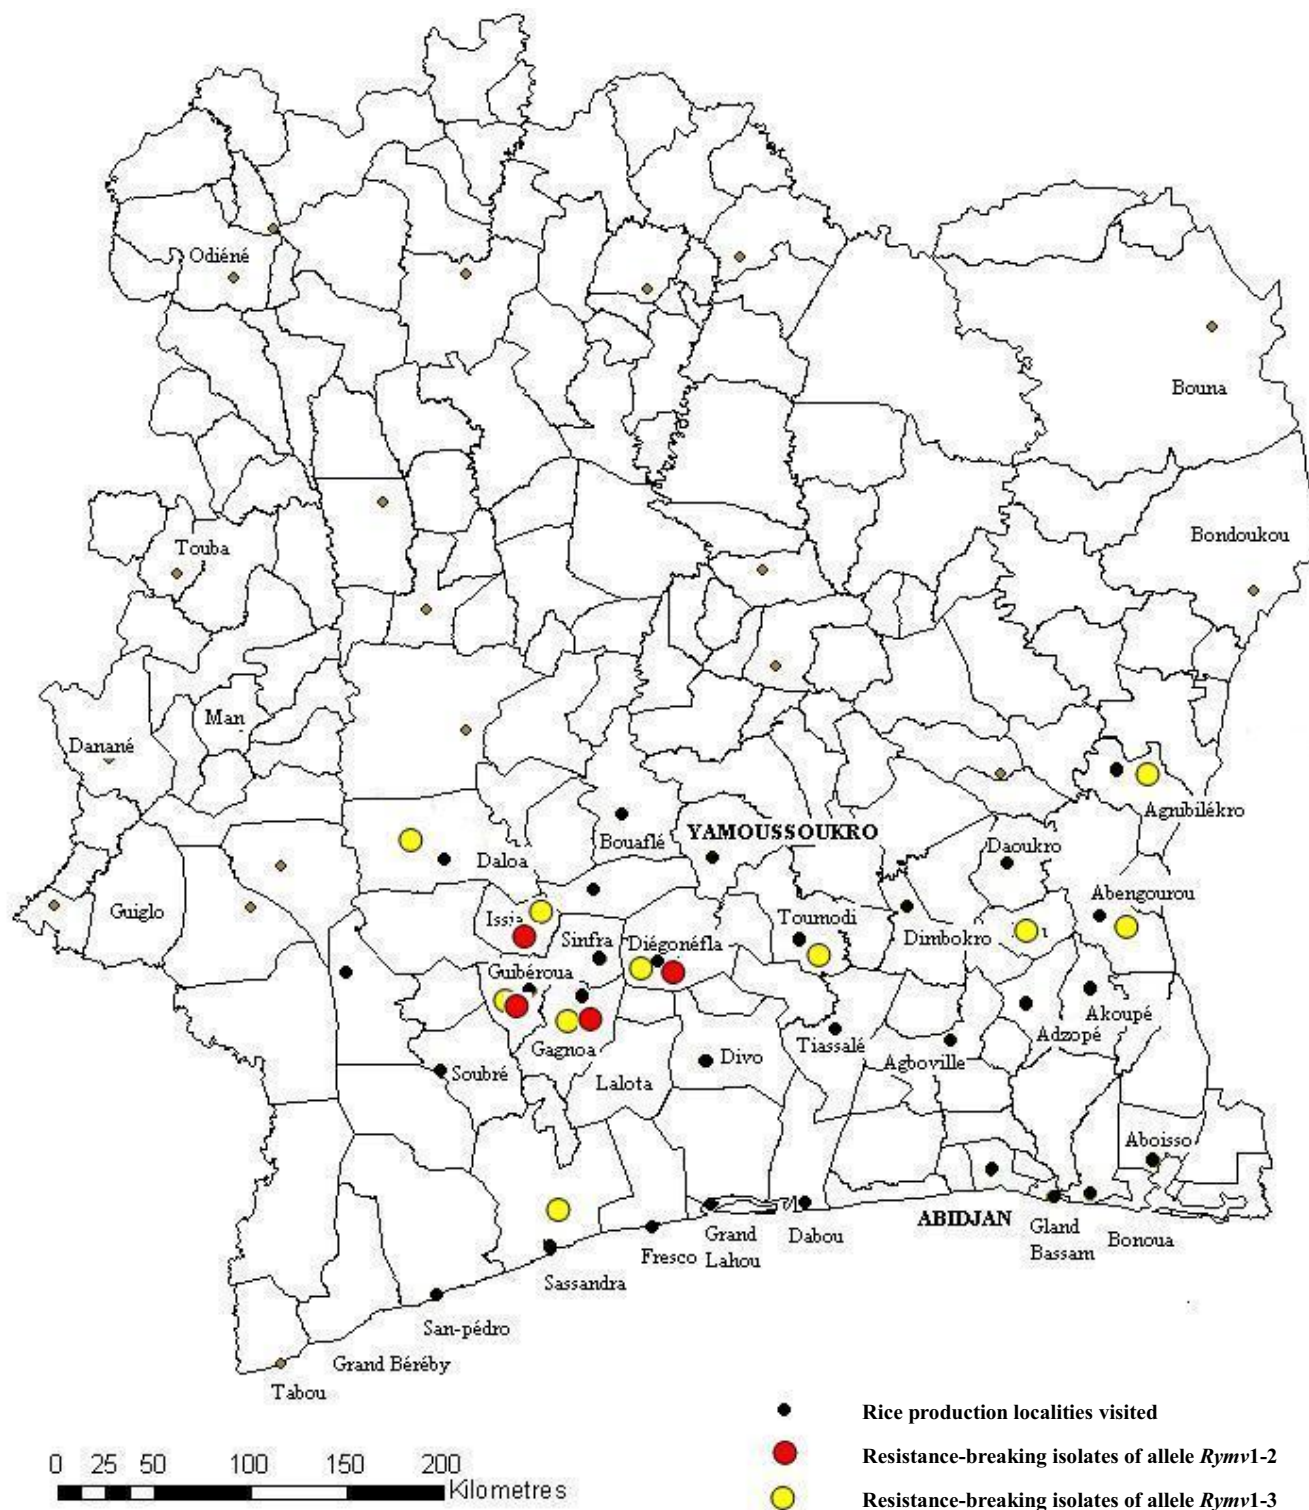 Odiéné
Bouna
Bondoukou
Touba
Man
Danané
Agnibilékro
YAMOUSSOUKRO
Bouaflé
Daoukro
Daloa
Abengourou
Guiglo
Issia
Toumodi
Dimbokro
Sinfra
Diégonéfla
Guibéroua
Akoupé
Adzopé
Tiassalé
Gagnoa
Divo
Agboville
Soubré
Lalota
Aboisso
ABIDJAN
Gland
Bassam
Bonoua
Grand
Lahou
Dabou
Fresco
Sassandra
San-pédro
Grand Béréby
Tabou
Rice production localities visited
Resistance-breaking isolates of allele Rymv1-2
Resistance-breaking isolates of allele Rymv1-3
0 25 50 100 150 200
Kilometres